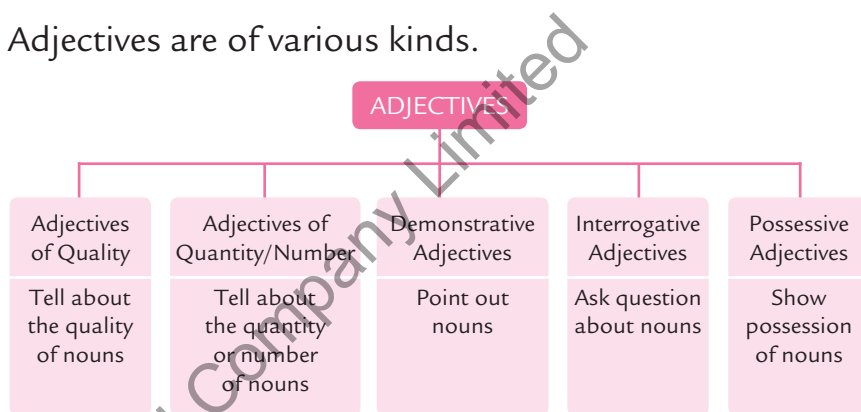 Adjectives are of various kinds.
ADJECTIVES
Adjectives
of Quality
Tell about
the quality
of nouns
Adjectives of
Quantity/Number
Tell about
the quantity
or number
of nouns
Demonstrative
Adjectives
Point out
nouns
Interrogative
Adjectives
Ask question
about nouns
Possessive
Adjectives
Show
possession
of nouns
Company Limited